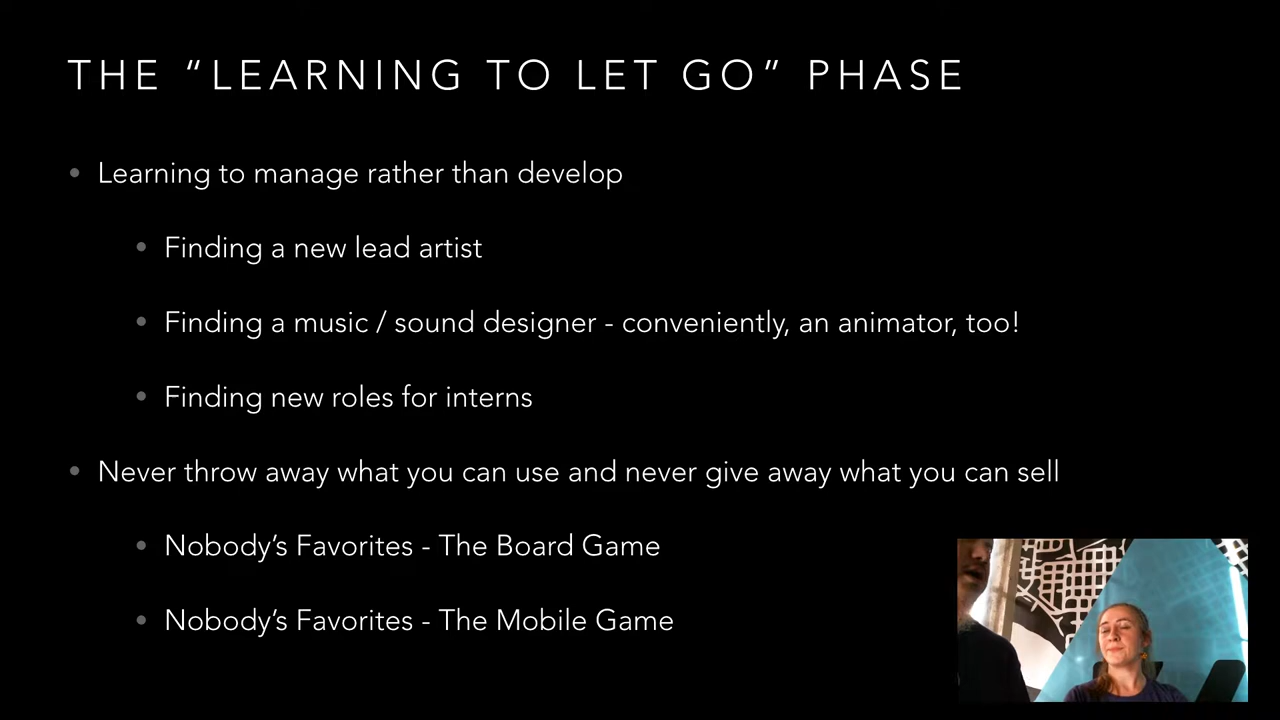 THE “LEARNING TO LET GO” PHASE
• Learning to manage rather than develop
• Finding a new lead artist
• Finding a music / sound designer - conveniently, an animator, too!
• Finding new roles for interns
• Never throw away what you can use and never give away what you can sell
• Nobody’s Favorites - The Board Game
• Nobody’s Favorites - The Mobile Game